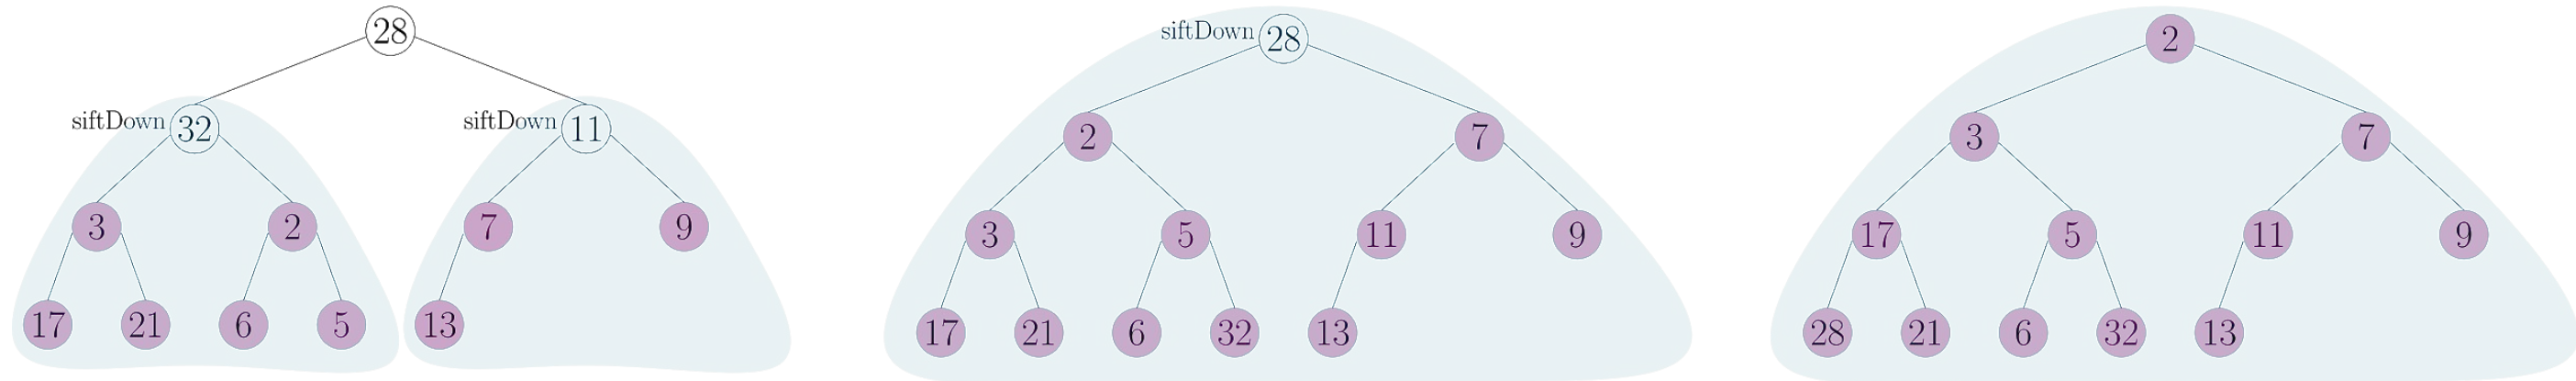 28
siftDown 32 siftDown 11
3 2 7 9
17 21 6 5 13
siftDown 28
2 7
3 5 11 9
17 21 6 32 13
2
3 7
17 5 11 9
28 21 6 32 13